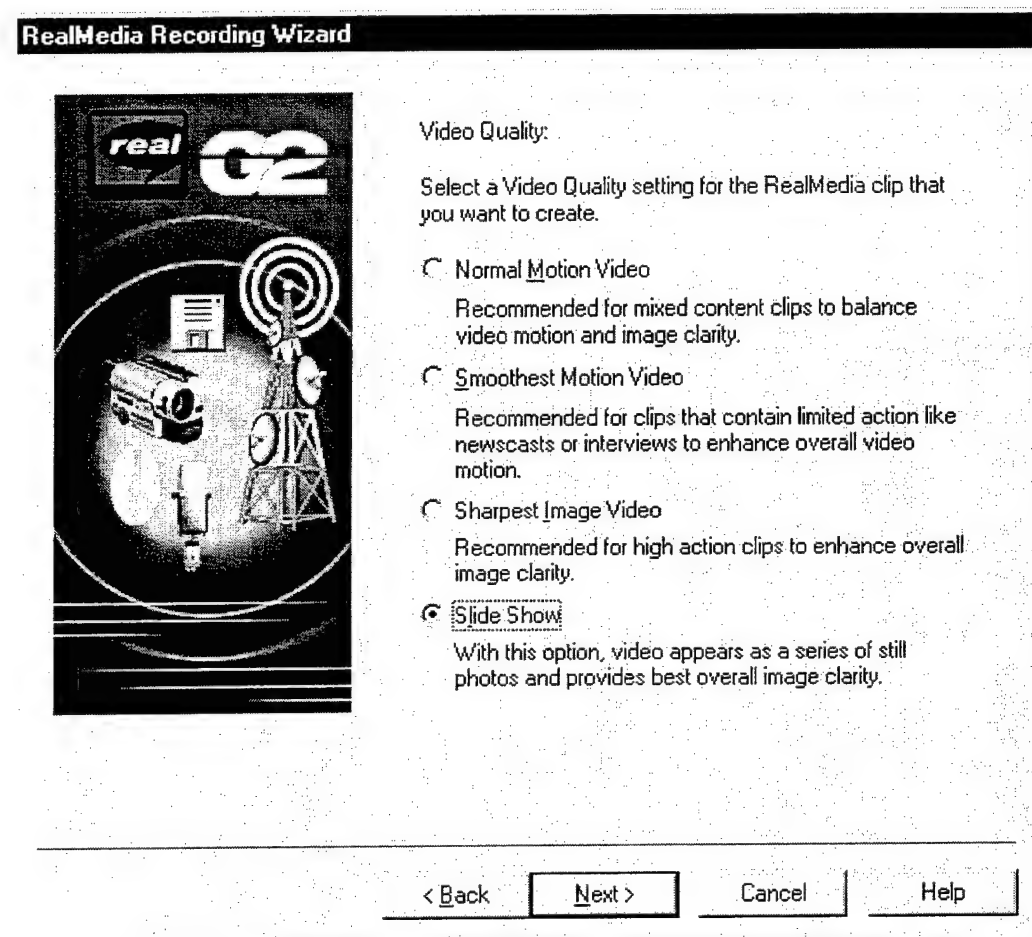 RealMedia Recording Wizard
real G2
Video Quality:
Select a Video Quality setting for the RealMedia clip that
you want to create.
Normal Motion Video
Recommended for mixed content clips to balance
video motion and image clarity.
Smoothest Motion Video
Recommended for clips that contain limited action like
newscasts or interviews to enhance overall video
motion.
Sharpest Image Video
Recommended for high action clips to enhance overall
image clarity.
Slide Show
With this option, video appears as a series of still
photos and provides best overall image clarity.
< Back Next > Cancel Help